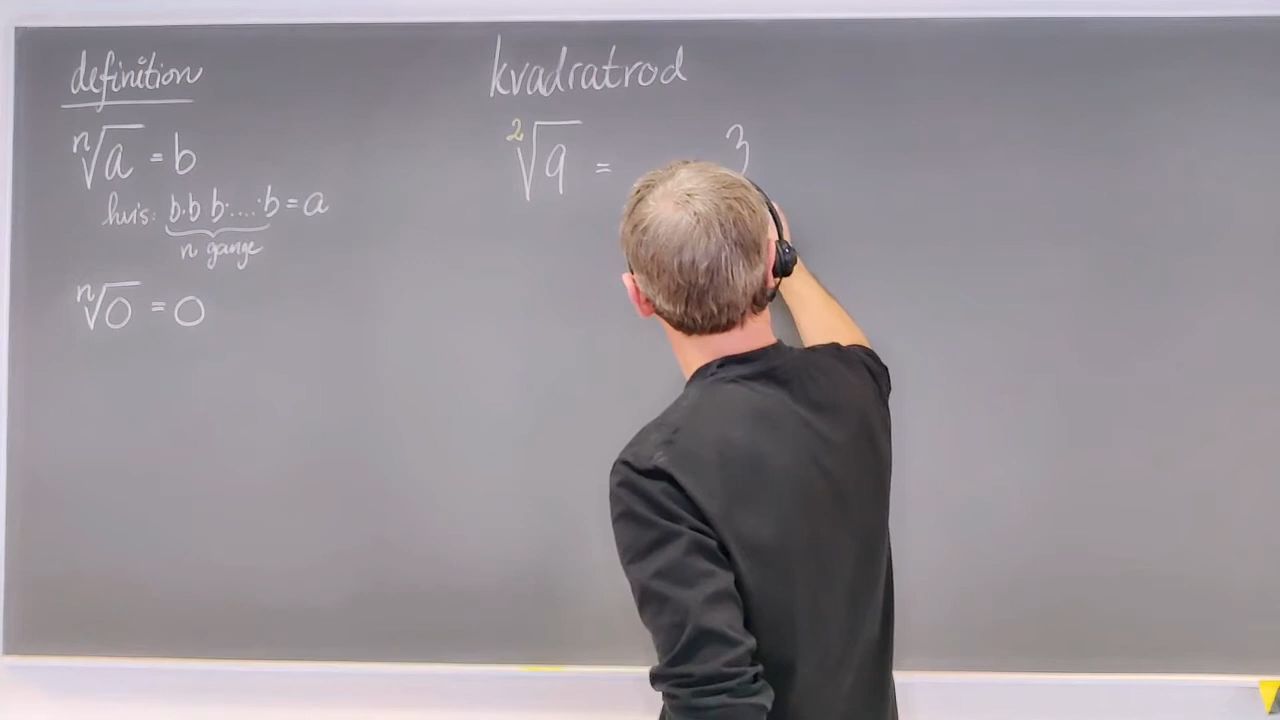 definition
ⁿ√a = b
hvis: b·b b·....·b = a
n gange
ⁿ√0 = 0
kvadratrod
²√9 = 3